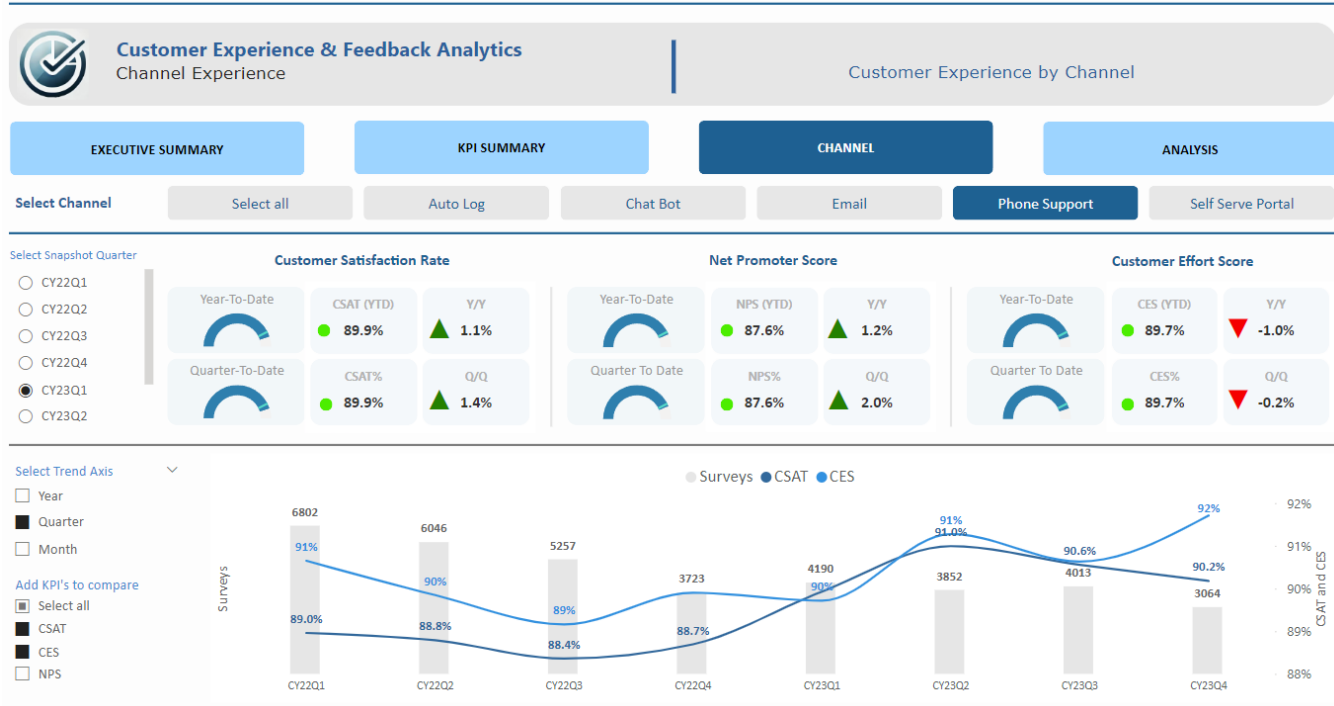 Customer Experience & Feedback Analytics
Channel Experience
Customer Experience by Channel
EXECUTIVE SUMMARY
KPI SUMMARY
CHANNEL
ANALYSIS
Select Channel
Select all
Auto Log
Chat Bot
Email
Phone Support
Self Serve Portal
Select Snapshot Quarter
CY22Q1
CY22Q2
CY22Q3
CY22Q4
CY23Q1
CY23Q2
Customer Satisfaction Rate
Year-To-Date
CSAT (YTD)
89.9%
Y/Y
1.1%
Quarter-To-Date
CSAT%
89.9%
Q/Q
1.4%
Net Promoter Score
Year-To-Date
NPS (YTD)
87.6%
Y/Y
1.2%
Quarter To Date
NPS%
87.6%
Q/Q
2.0%
Customer Effort Score
Year-To-Date
CES (YTD)
89.7%
Y/Y
-1.0%
Quarter To Date
CES%
89.7%
Q/Q
-0.2%
Select Trend Axis
Year
Quarter
Month
Add KPI's to compare
Select all
CSAT
CES
NPS
Surveys CSAT CES
Surveys
6802
6046
5257
3723
4190
3852
4013
3064
91%
90%
89%
90%
91%
92%
89.0%
88.8%
88.4%
88.7%
91.0%
90.6%
90.2%
92%
91%
90%
89%
88%
CSAT and CES
CY22Q1
CY22Q2
CY22Q3
CY22Q4
CY23Q1
CY23Q2
CY23Q3
CY23Q4